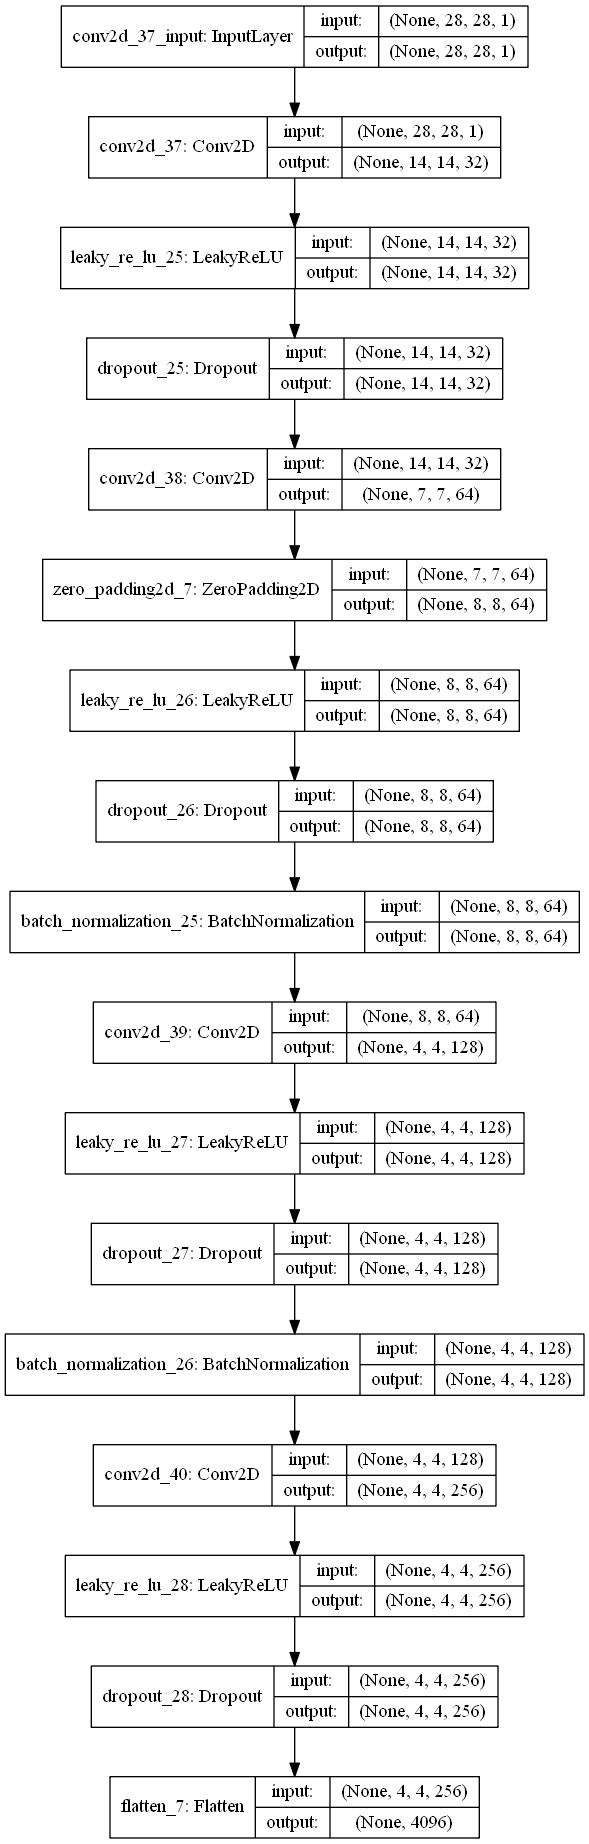 conv2d_37_input: InputLayer
input: (None, 28, 28, 1)
output: (None, 28, 28, 1)
conv2d_37: Conv2D
input: (None, 28, 28, 1)
output: (None, 14, 14, 32)
leaky_re_lu_25: LeakyReLU
input: (None, 14, 14, 32)
output: (None, 14, 14, 32)
dropout_25: Dropout
input: (None, 14, 14, 32)
output: (None, 14, 14, 32)
conv2d_38: Conv2D
input: (None, 14, 14, 32)
output: (None, 7, 7, 64)
zero_padding2d_7: ZeroPadding2D
input: (None, 7, 7, 64)
output: (None, 8, 8, 64)
leaky_re_lu_26: LeakyReLU
input: (None, 8, 8, 64)
output: (None, 8, 8, 64)
dropout_26: Dropout
input: (None, 8, 8, 64)
output: (None, 8, 8, 64)
batch_normalization_25: BatchNormalization
input: (None, 8, 8, 64)
output: (None, 8, 8, 64)
conv2d_39: Conv2D
input: (None, 8, 8, 64)
output: (None, 4, 4, 128)
leaky_re_lu_27: LeakyReLU
input: (None, 4, 4, 128)
output: (None, 4, 4, 128)
dropout_27: Dropout
input: (None, 4, 4, 128)
output: (None, 4, 4, 128)
batch_normalization_26: BatchNormalization
input: (None, 4, 4, 128)
output: (None, 4, 4, 128)
conv2d_40: Conv2D
input: (None, 4, 4, 128)
output: (None, 4, 4, 256)
leaky_re_lu_28: LeakyReLU
input: (None, 4, 4, 256)
output: (None, 4, 4, 256)
dropout_28: Dropout
input: (None, 4, 4, 256)
output: (None, 4, 4, 256)
flatten_7: Flatten
input: (None, 4, 4, 256)
output: (None, 4096)